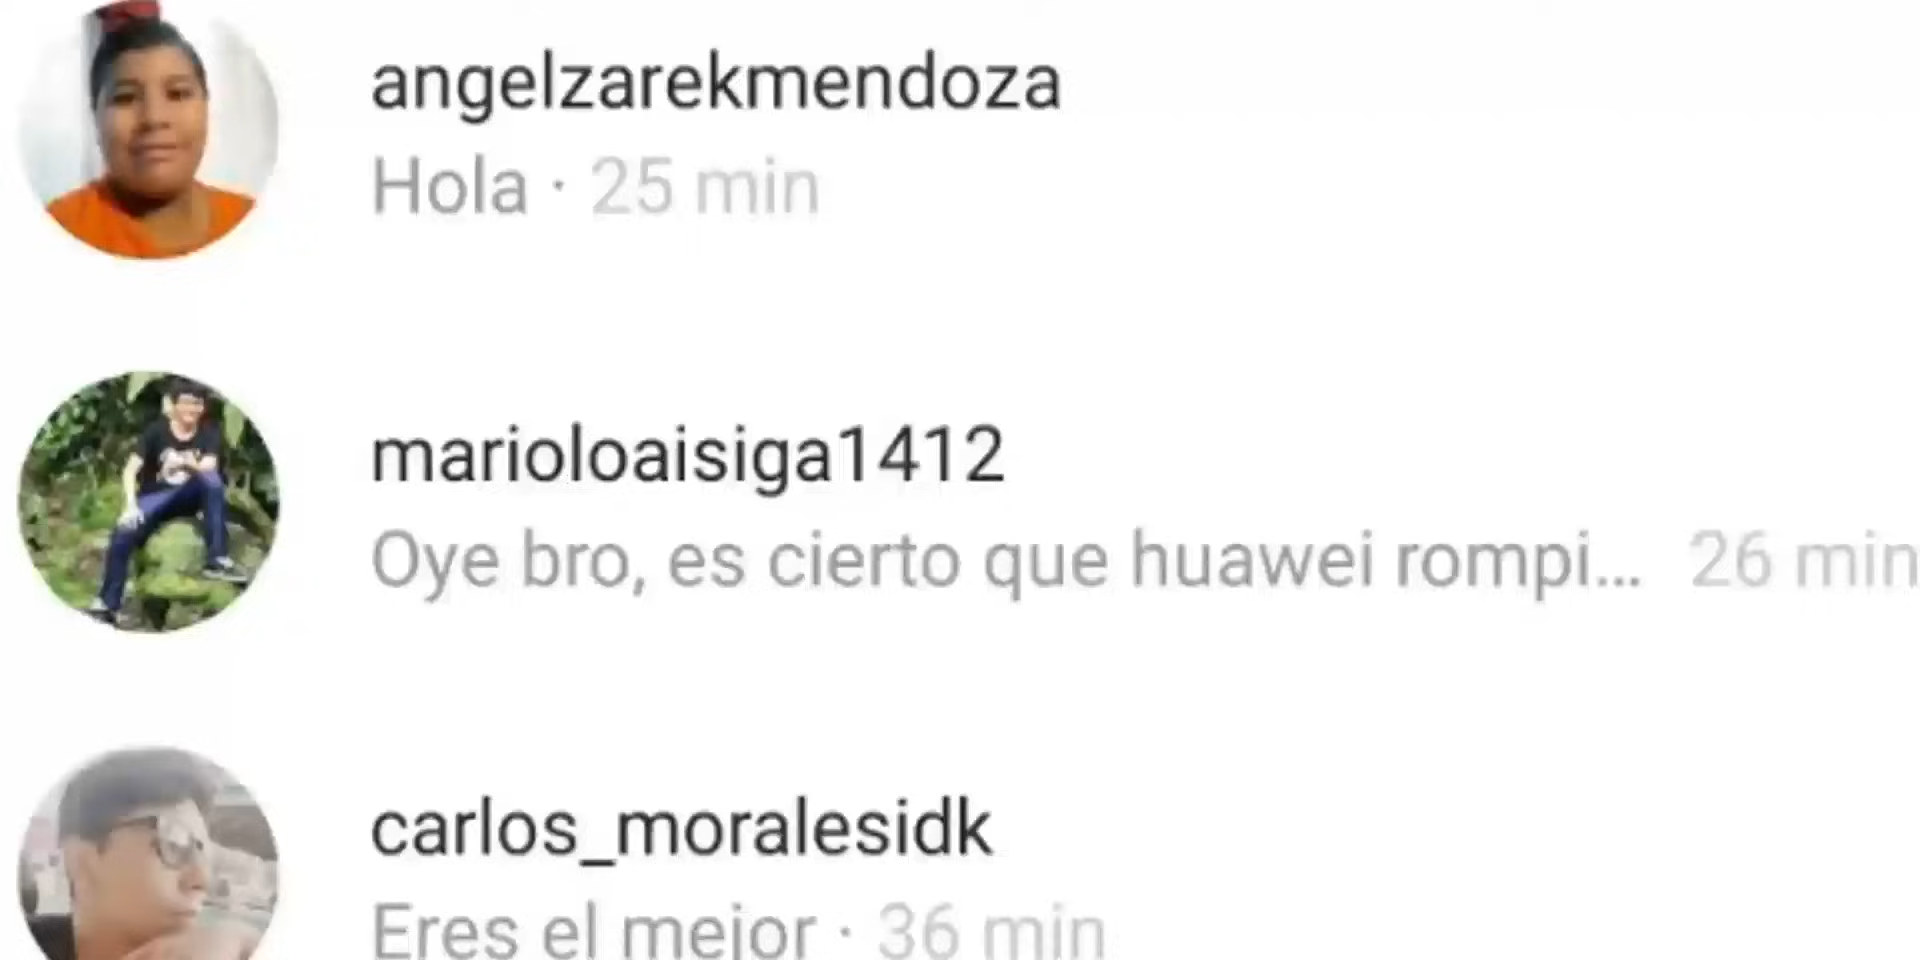 angelzarekmendoza
Hola · 25 min
marioloaisiga1412
Oye bro, es cierto que huawei rompi... 26 min
carlos_moralesidk
Eres el mejor · 36 min